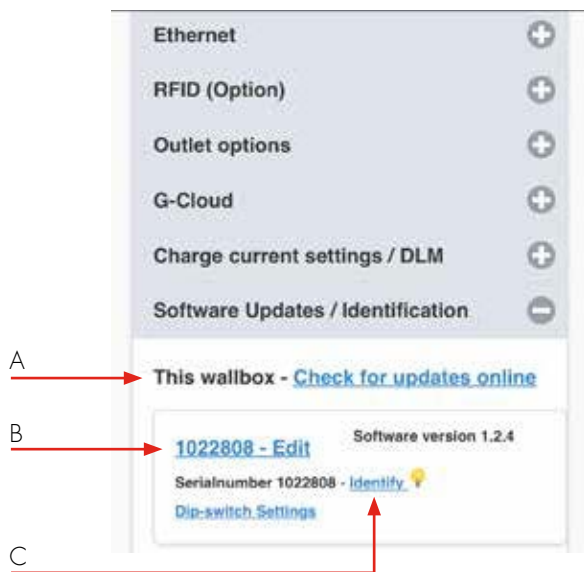 Ethernet
RFID (Option)
Outlet options
G-Cloud
Charge current settings / DLM
Software Updates / Identification
A
This wallbox - Check for updates online
B
1022808 - Edit Software version 1.2.4
Serialnumber 1022808 - Identify
Dip-switch Settings
C